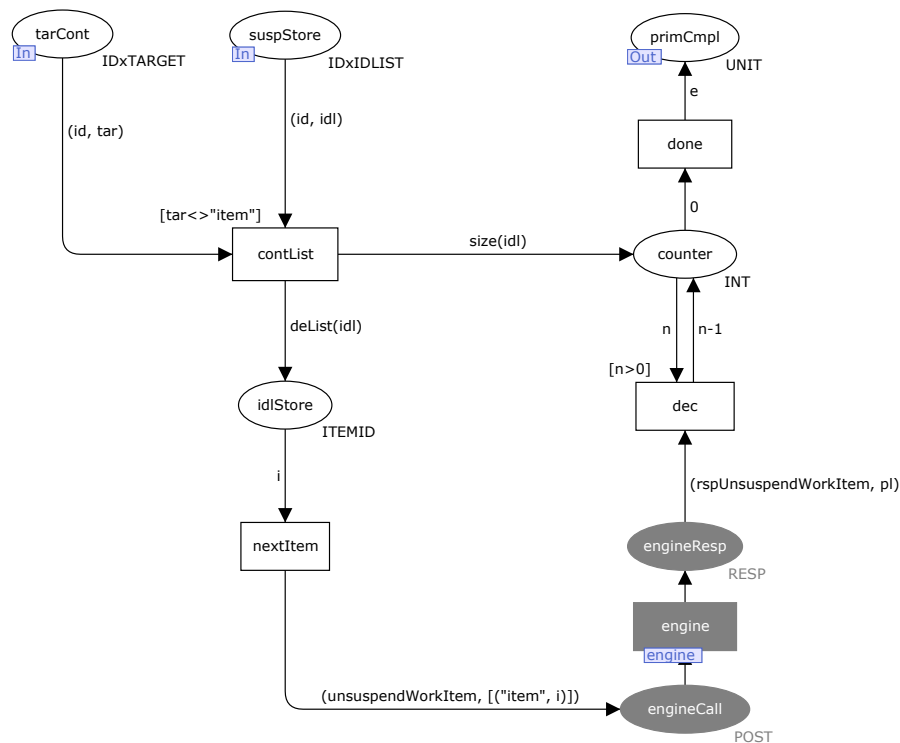 tarCont
In
IDxTARGET
suspStore
In
IDxIDLIST
primCmpl
Out
UNIT
e
done
0
(id, tar)
(id, idl)
[tar<>"item"]
contList
size(idl)
counter
INT
n
n-1
[n>0]
dec
deList(idl)
idlStore
ITEMID
i
nextItem
(rspUnsuspendWorkItem, pl)
engineResp
RESP
engine
engine
(unsuspendWorkItem, [("item", i)])
engineCall
POST